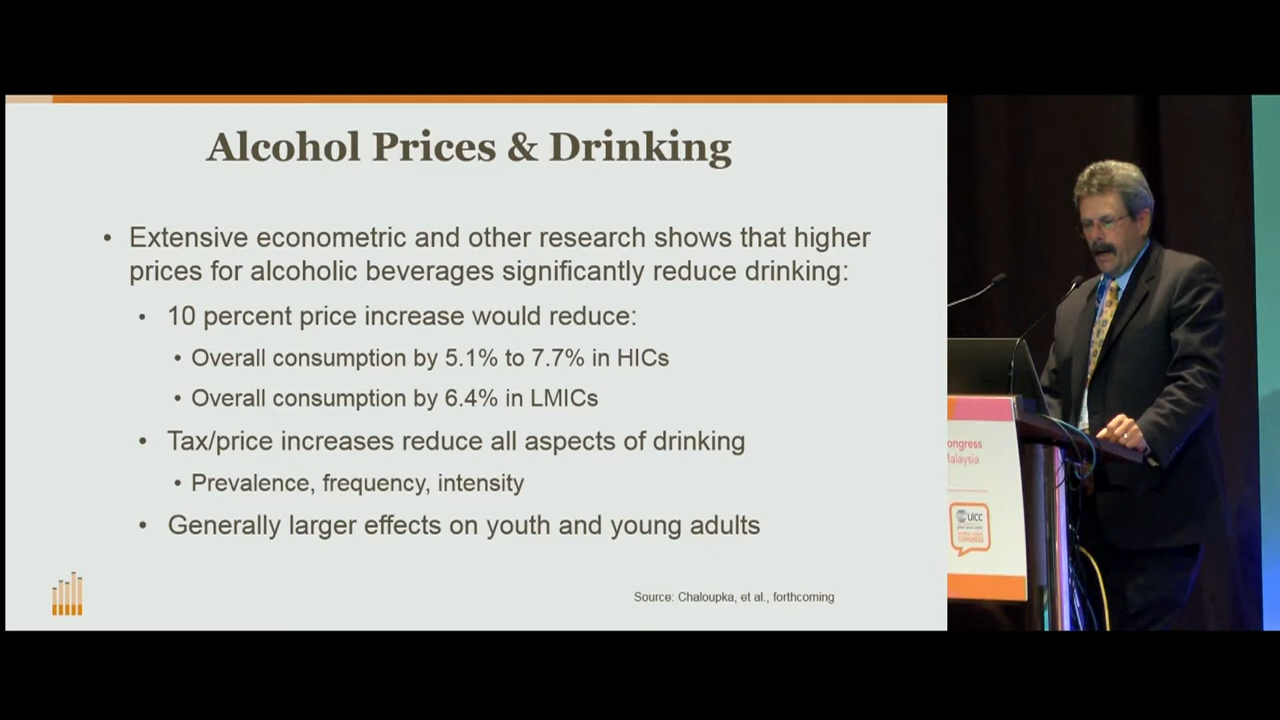 Alcohol Prices & Drinking
• Extensive econometric and other research shows that higher
prices for alcoholic beverages significantly reduce drinking:
• 10 percent price increase would reduce:
• Overall consumption by 5.1% to 7.7% in HICs
• Overall consumption by 6.4% in LMICs
• Tax/price increases reduce all aspects of drinking
• Prevalence, frequency, intensity
• Generally larger effects on youth and young adults
Source: Chaloupka, et al., forthcoming
ongress
Malaysia
uicc
CONGRESS